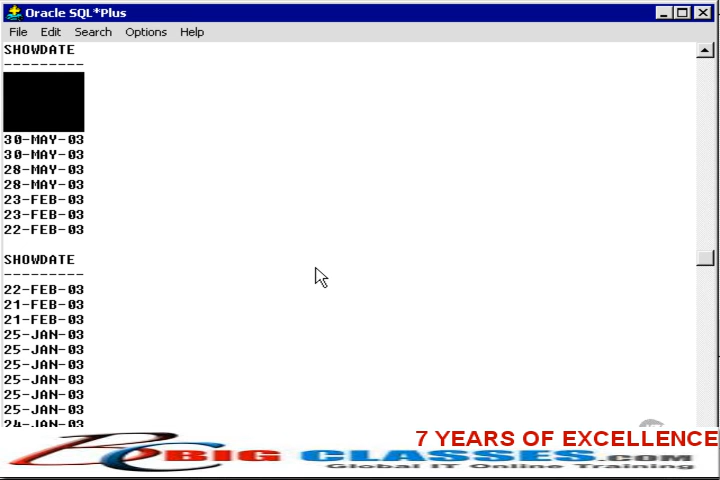 Oracle SQL*Plus
File Edit Search Options Help
SHOWDATE
---------
30-MAY-03
30-MAY-03
28-MAY-03
28-MAY-03
23-FEB-03
23-FEB-03
22-FEB-03
SHOWDATE
---------
22-FEB-03
21-FEB-03
21-FEB-03
25-JAN-03
25-JAN-03
25-JAN-03
25-JAN-03
25-JAN-03
25-JAN-03
24-JAN-03
7 YEARS OF EXCELLENCE
BIG CLASSES.COM
Global IT Online Training